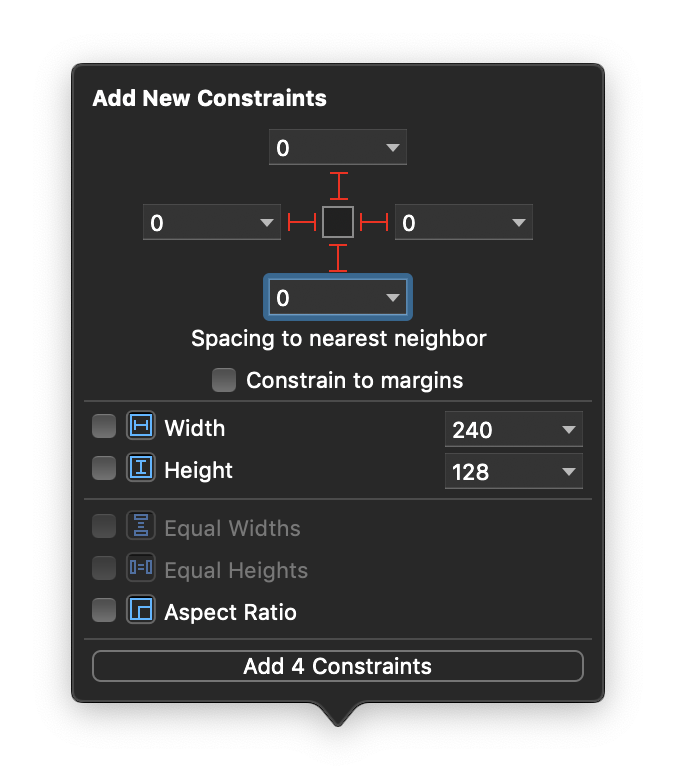 Add New Constraints
0
0 0
0
Spacing to nearest neighbor
Constrain to margins
Width 240
Height 128
Equal Widths
Equal Heights
Aspect Ratio
Add 4 Constraints